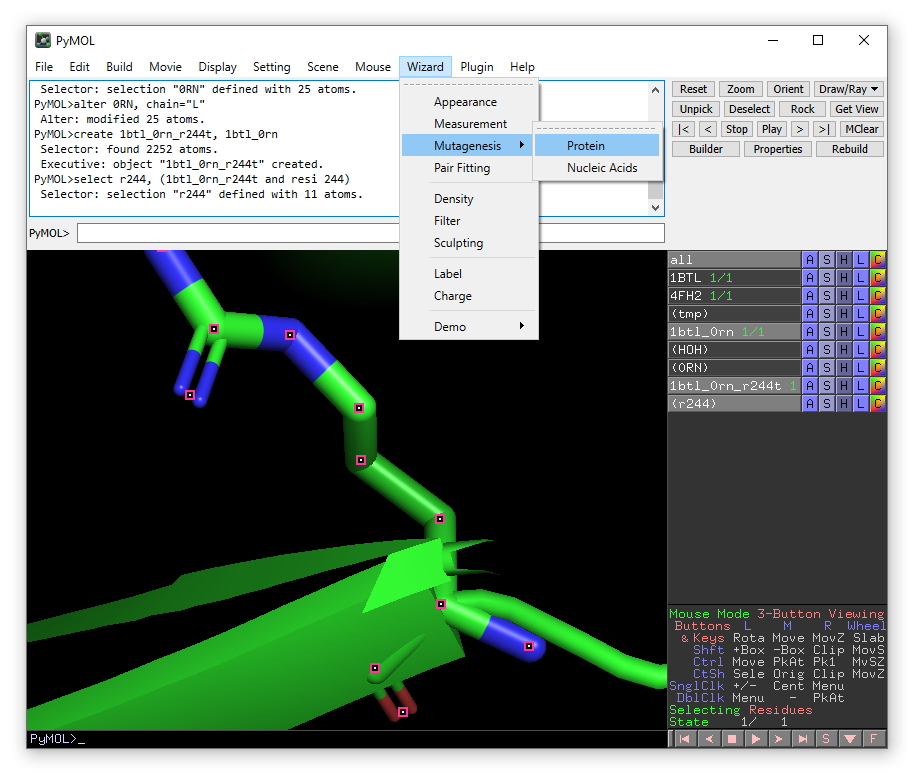 PyMOL
File Edit Build Movie Display Setting Scene Mouse Wizard Plugin Help
Selector: selection "0RN" defined with 25 atoms.
PyMOL>alter 0RN, chain="L"
Alter: modified 25 atoms.
PyMOL>create 1btl_0rn_r244t, 1btl_0rn
Selector: found 2252 atoms.
Executive: object "1btl_0rn_r244t" created.
PyMOL>select r244, (1btl_0rn_r244t and resi 244)
Selector: selection "r244" defined with 11 atoms.
PyMOL>
Appearance
Measurement
Mutagenesis
Pair Fitting
Density
Filter
Sculpting
Label
Charge
Demo
Protein
Nucleic Acids
Reset Zoom Orient Draw/Ray
Unpick Deselect Rock Get View
|< < Stop Play > >| MClear
Builder Properties Rebuild
all A S H L C
1BTL 1/1 A S H L C
4FH2 1/1 A S H L C
(tmp) A S H L C
1btl_0rn 1/1 A S H L C
(HOH) A S H L C
(0RN) A S H L C
1btl_0rn_r244t 1 A S H L C
(r244) A S H L C
Mouse Mode 3-Button Viewing
Buttons L M R Wheel
& Keys Rota Move MovZ Slab
Shft +Box -Box Clip MovS
Ctrl Move PkAt Pk1 MvSZ
CtSh Sele Orig Clip MovZ
SnglClk +/- Cent Menu
DblClk Menu - PkAt
Selecting Residues
State 1/ 1
PyMOL>_
S F